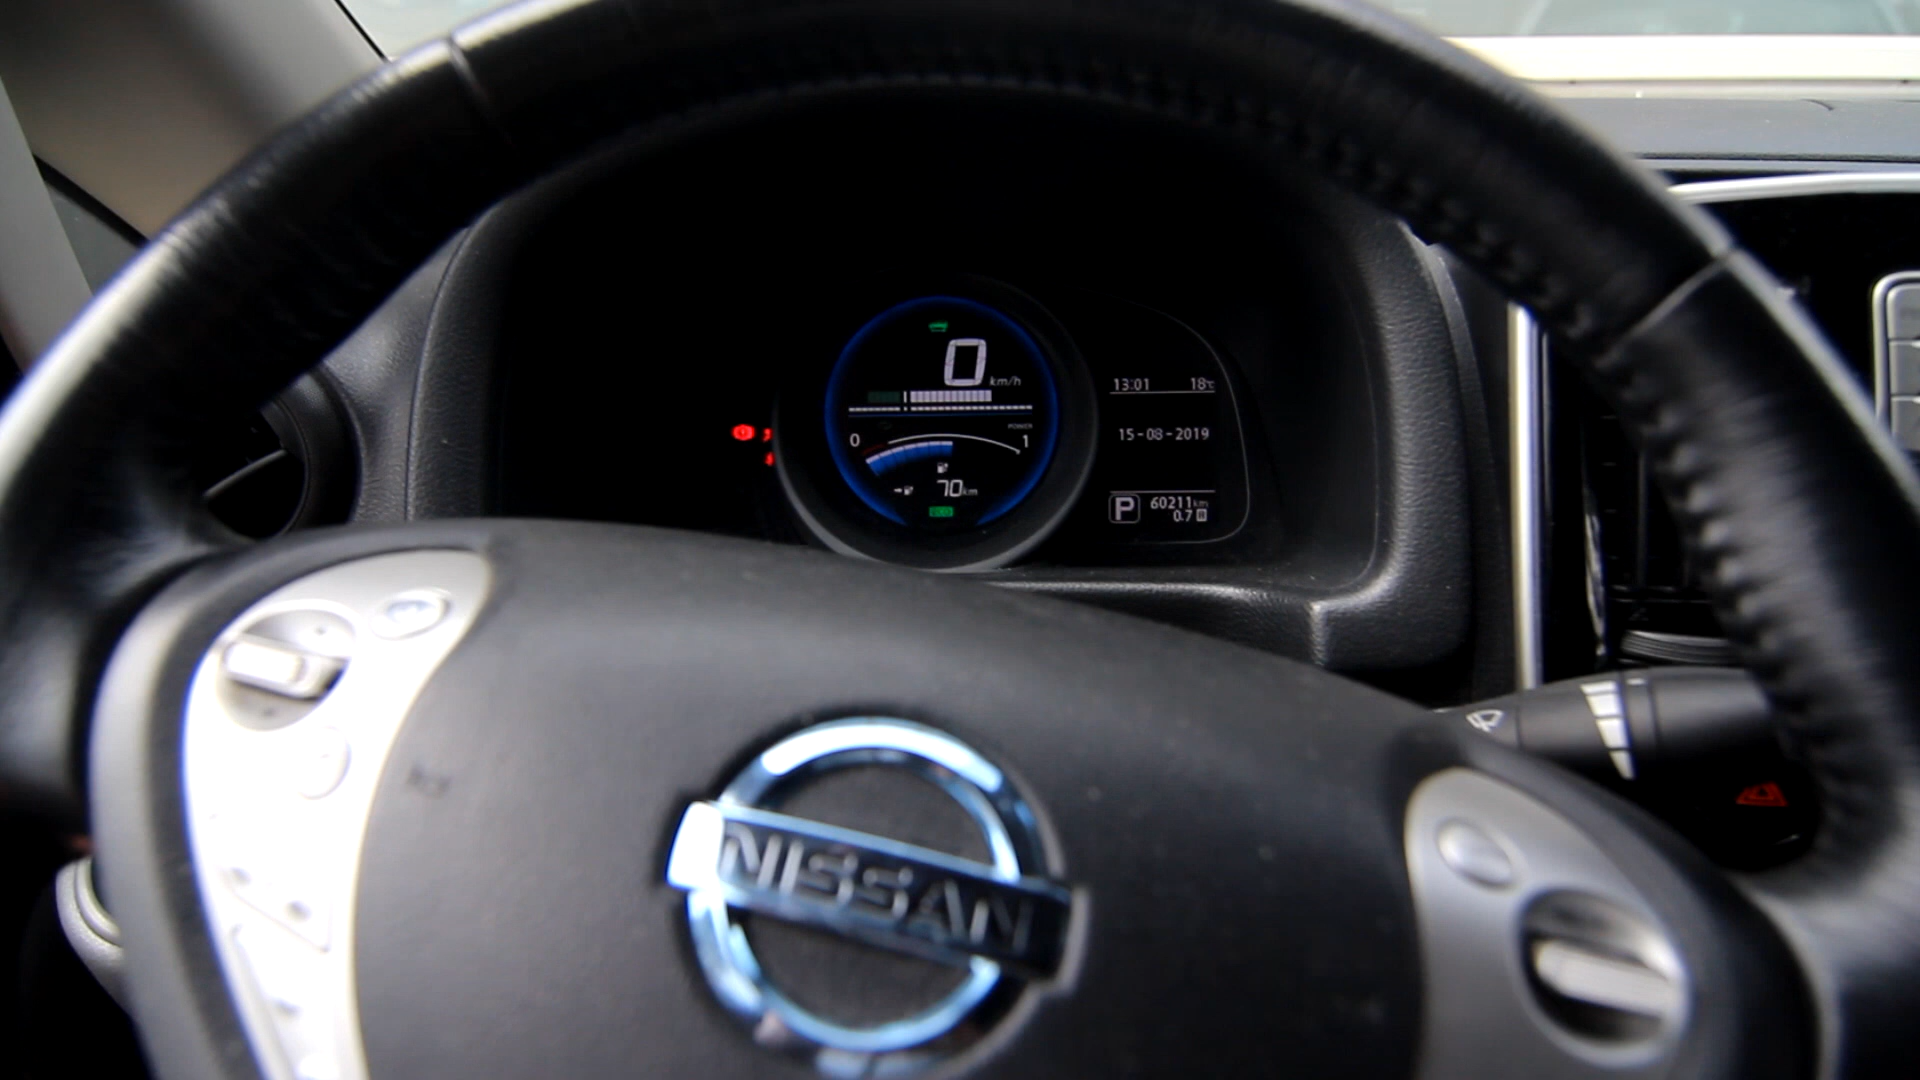 0 km/h
POWER
0 1
70km
13:01 18℃
15-08-2019
P 60211km
0.7
NISSAN